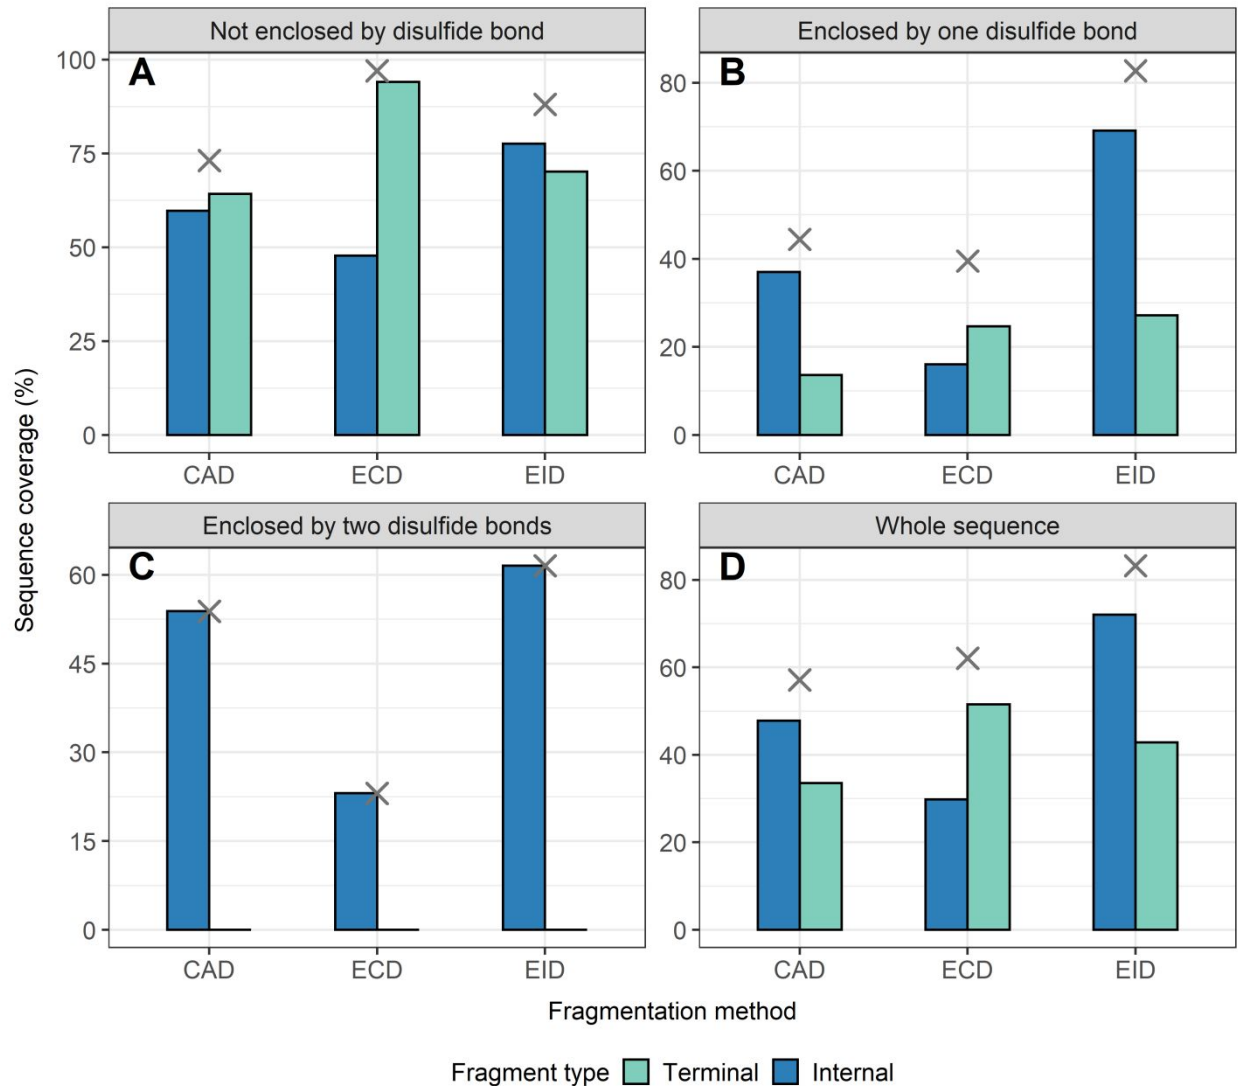 Not enclosed by disulfide bond
A
100
75
50
25
0
CAD ECD EID
Enclosed by one disulfide bond
B
80
60
40
20
0
CAD ECD EID
Sequence coverage (%)
Enclosed by two disulfide bonds
C
60
45
30
15
0
CAD ECD EID
Whole sequence
D
80
60
40
20
0
CAD ECD EID
Fragmentation method
Fragment type Terminal Internal